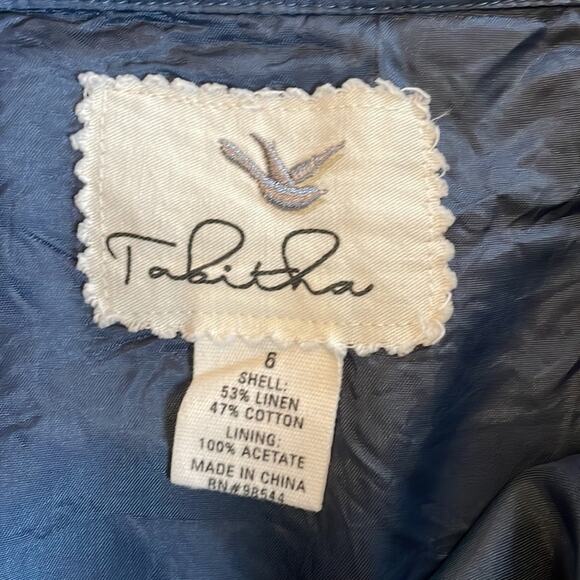 Tabitha
6
SHELL:
53% LINEN
47% COTTON
LINING:
100% ACETATE
MADE IN CHINA
RN#98544